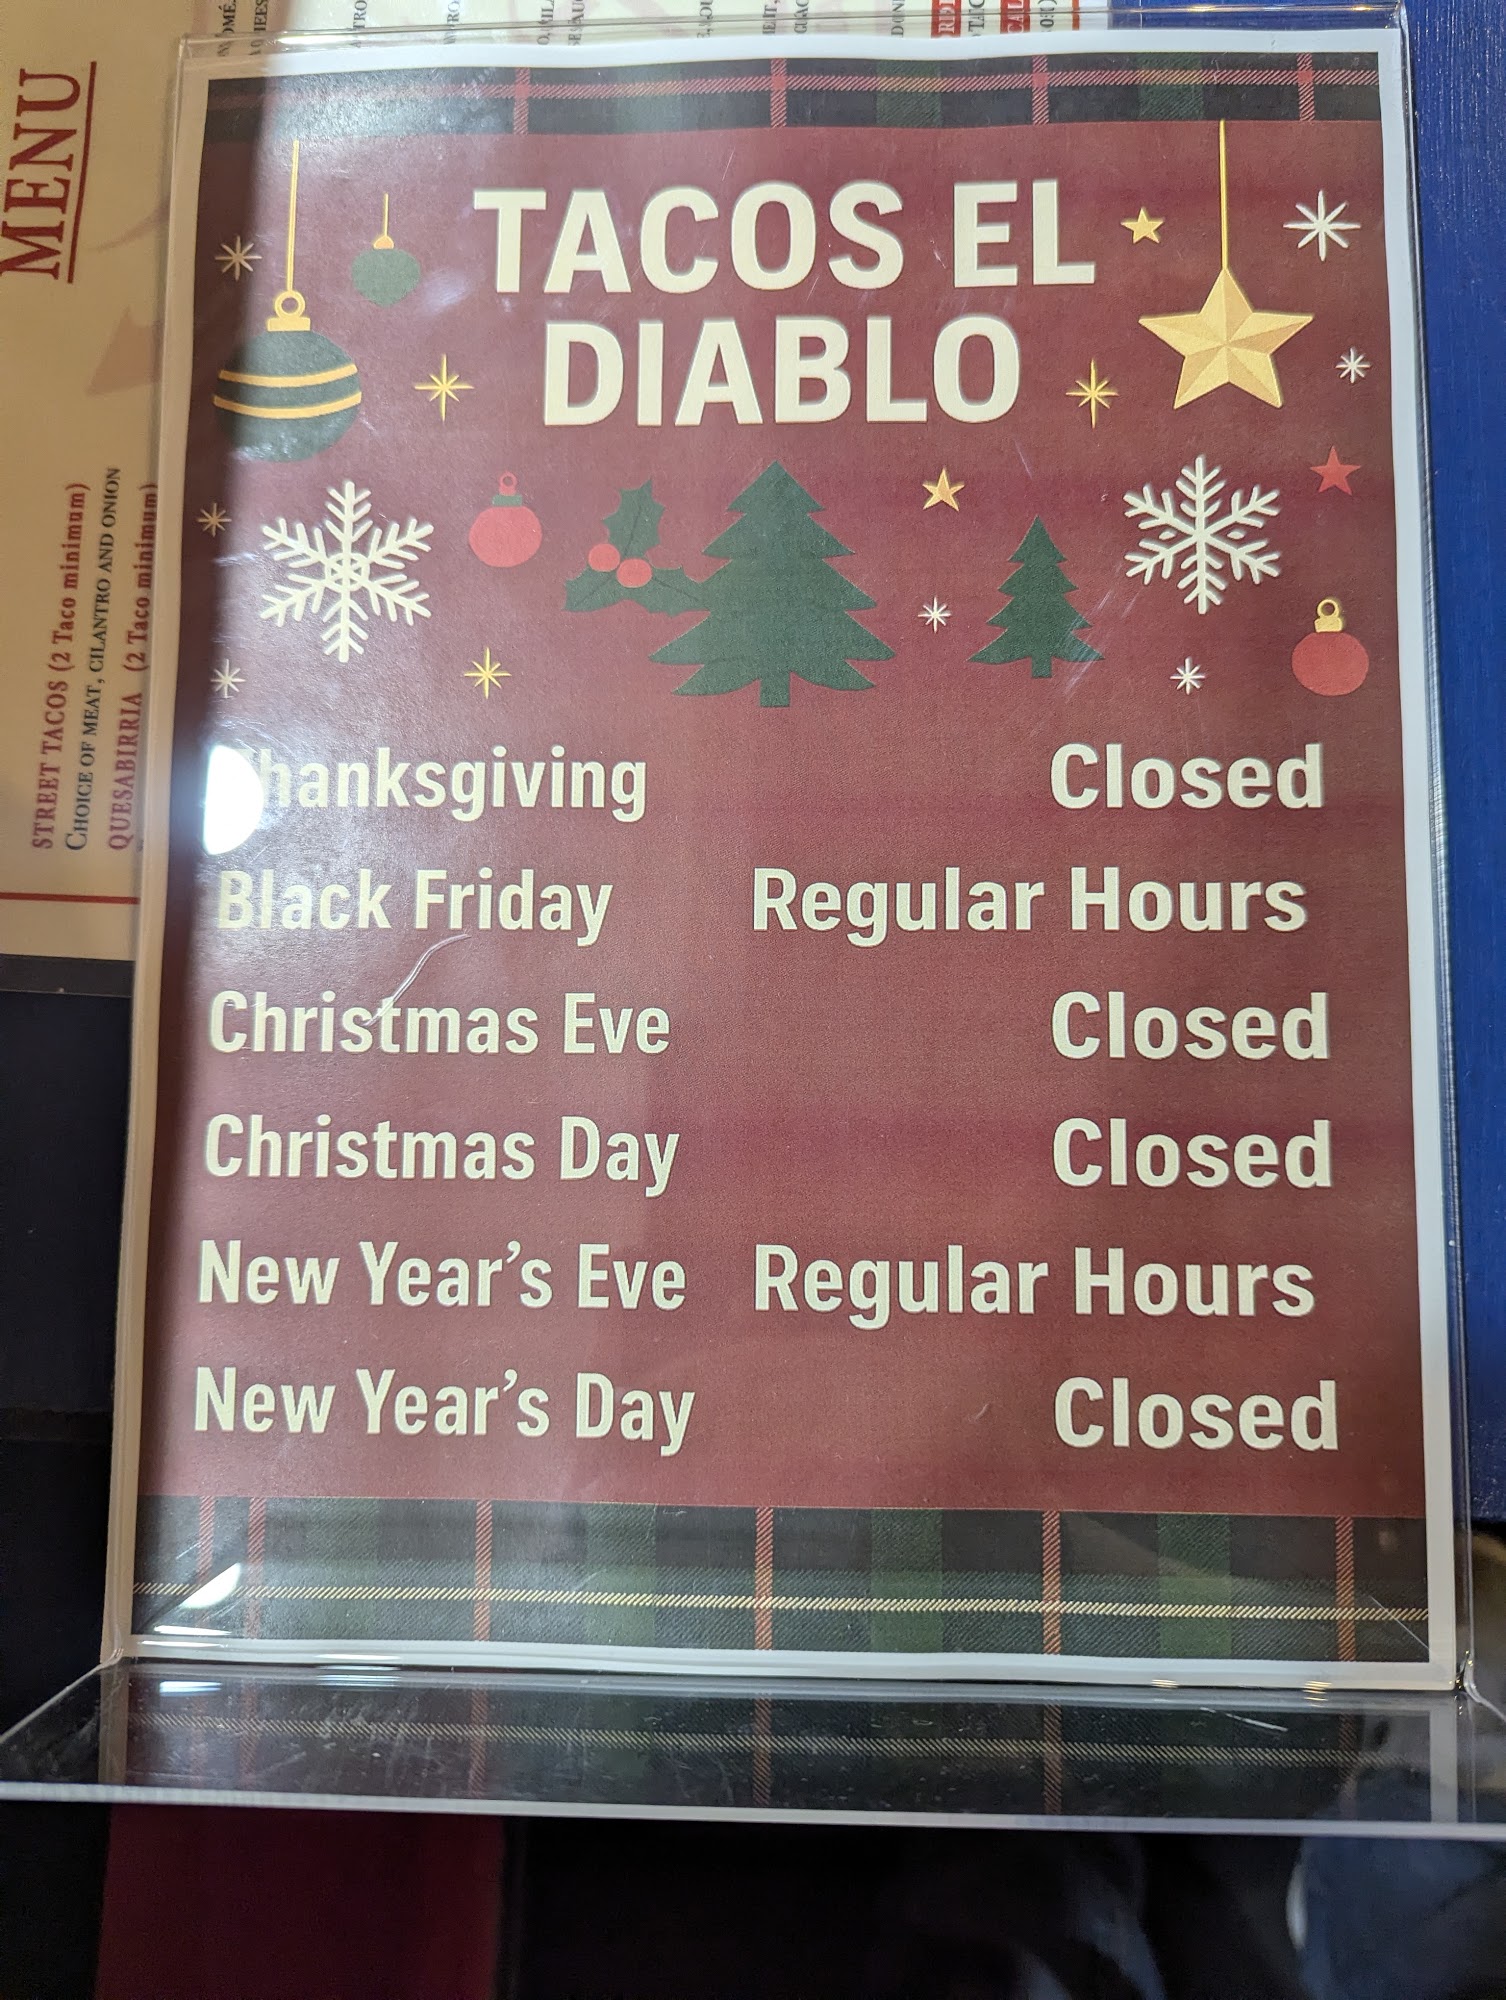 TACOS EL
DIABLO
Thanksgiving Closed
Black Friday Regular Hours
Christmas Eve Closed
Christmas Day Closed
New Year’s Eve Regular Hours
New Year’s Day Closed
MENU
STREET TACOS (2 Taco minimum)
CHOICE OF MEAT, CILANTRO AND ONION
QUESABIRRIA (2 Taco minimum)